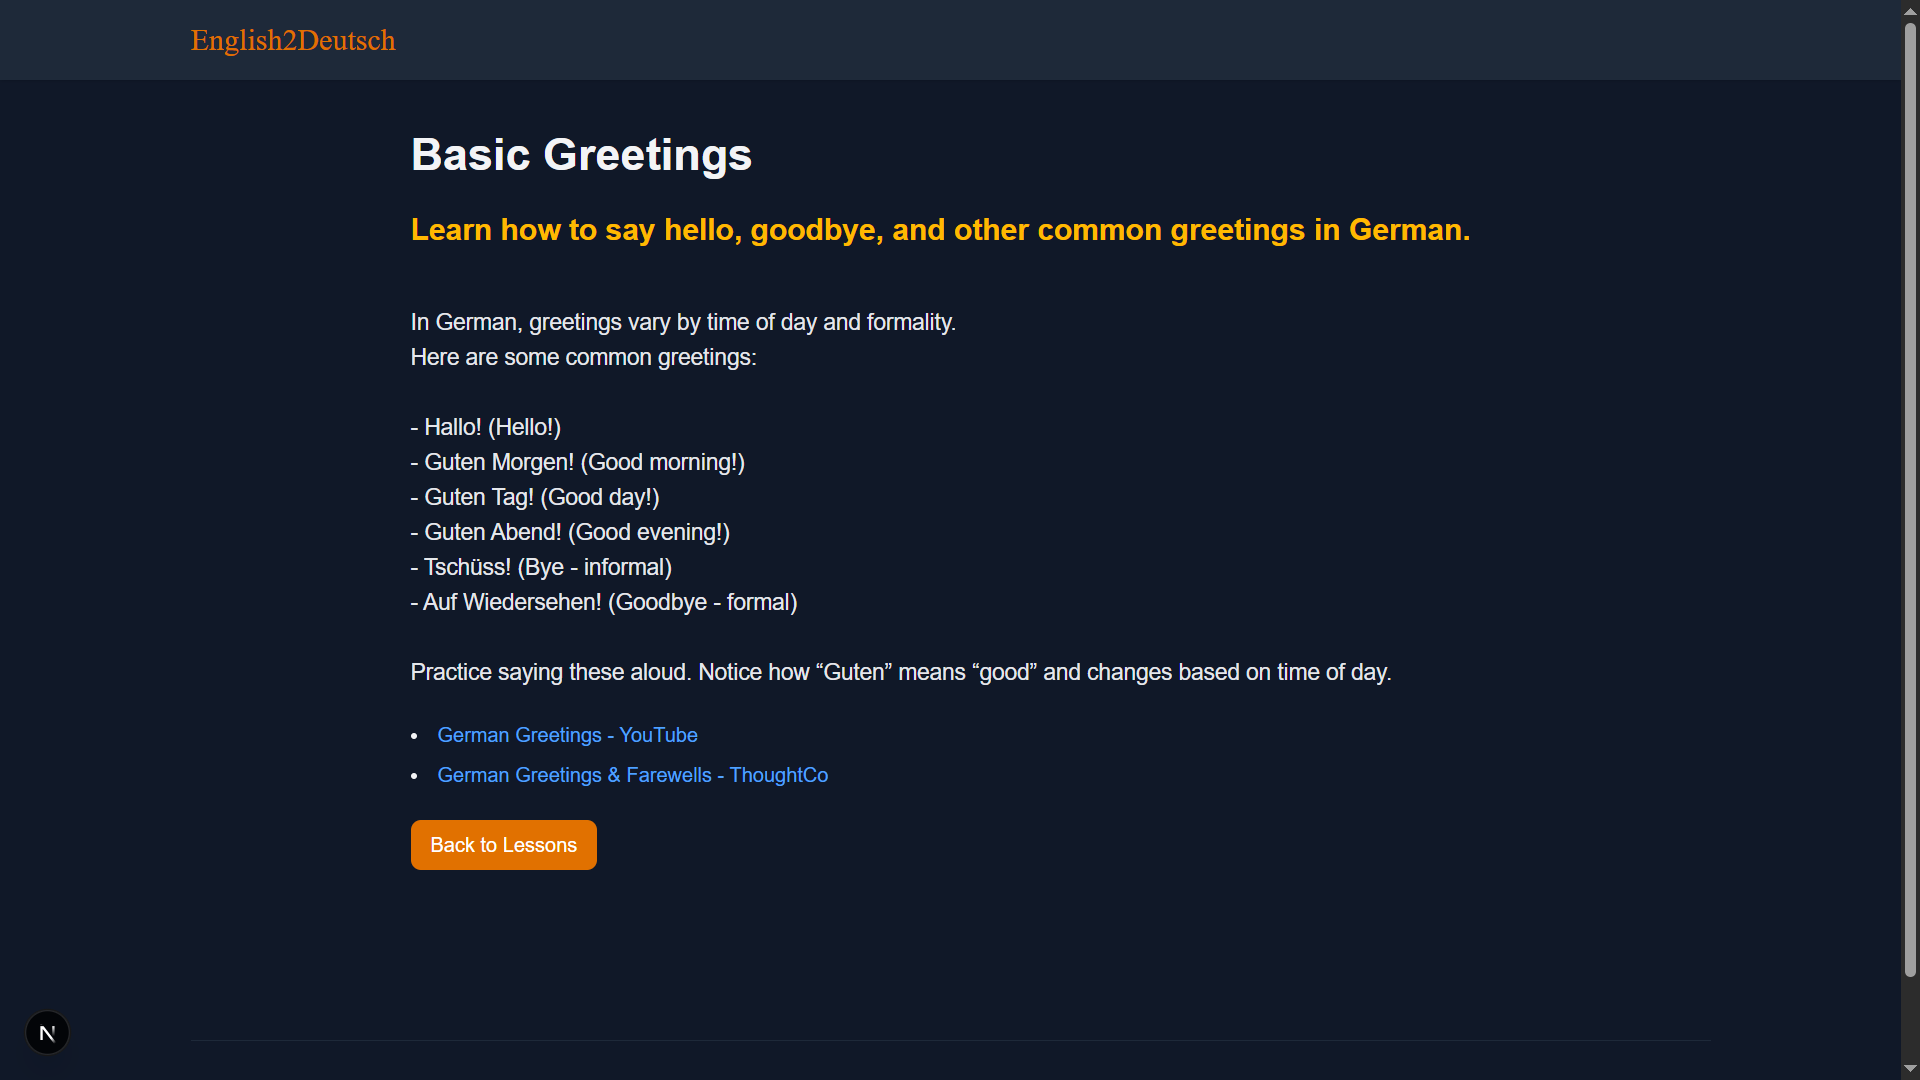 English2Deutsch
Basic Greetings
Learn how to say hello, goodbye, and other common greetings in German.
In German, greetings vary by time of day and formality.
Here are some common greetings:
- Hallo! (Hello!)
- Guten Morgen! (Good morning!)
- Guten Tag! (Good day!)
- Guten Abend! (Good evening!)
- Tschüss! (Bye - informal)
- Auf Wiedersehen! (Goodbye - formal)
Practice saying these aloud. Notice how “Guten” means “good” and changes based on time of day.
• German Greetings - YouTube
• German Greetings & Farewells - ThoughtCo
Back to Lessons
N